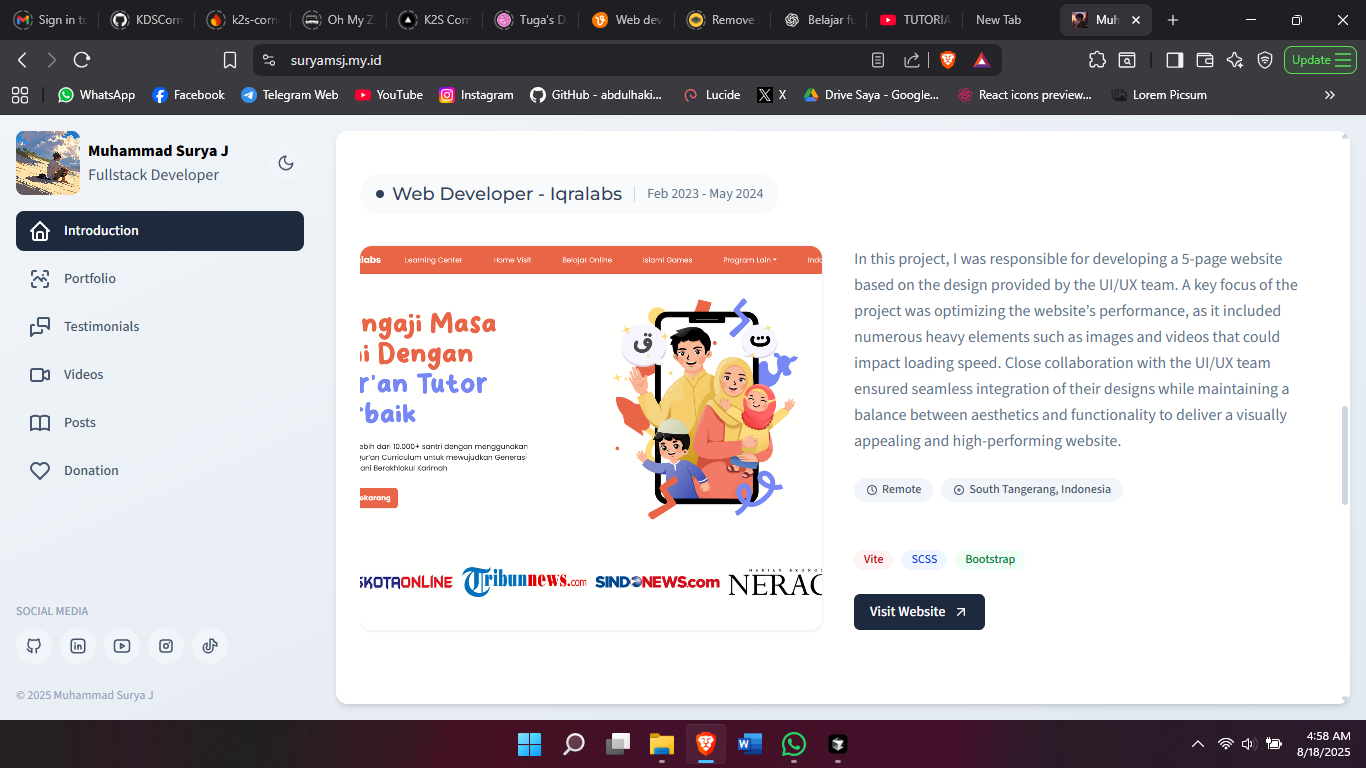 Sign in to
KDSCorn
k2s-corn
Oh My Z
K2S Corn
Tuga's D
Web dev
Remove
Belajar fu
TUTORIA
New Tab
Muh
suryamsj.my.id
Update
WhatsApp
Facebook
Telegram Web
YouTube
Instagram
GitHub - abdulhaki...
Lucide
X
Drive Saya - Google...
React icons preview...
Lorem Picsum
Muhammad Surya J
Fullstack Developer
Introduction
Portfolio
Testimonials
Videos
Posts
Donation
SOCIAL MEDIA
© 2025 Muhammad Surya J
Web Developer - Iqralabs
Feb 2023 - May 2024
labs
Learning Center
Home Visit
Belajar Online
Islami Games
Program Lain
Indo
ngaji Masa
i Dengan
r'an Tutor
rbaik
ebih dari 10.000+ santri dengan menggunakan
Qur'an Curriculum untuk mewujudkan Generasi
ani Berakhlakul Karimah
ekarang
ق
ت
SKOTAONLINE
Tribunnews.com
SINDONEWS.com
HARIAN EKONO
NERAC
In this project, I was responsible for developing a 5-page website
based on the design provided by the UI/UX team. A key focus of the
project was optimizing the website’s performance, as it included
numerous heavy elements such as images and videos that could
impact loading speed. Close collaboration with the UI/UX team
ensured seamless integration of their designs while maintaining a
balance between aesthetics and functionality to deliver a visually
appealing and high-performing website.
Remote
South Tangerang, Indonesia
Vite
SCSS
Bootstrap
Visit Website
4:58 AM
8/18/2025